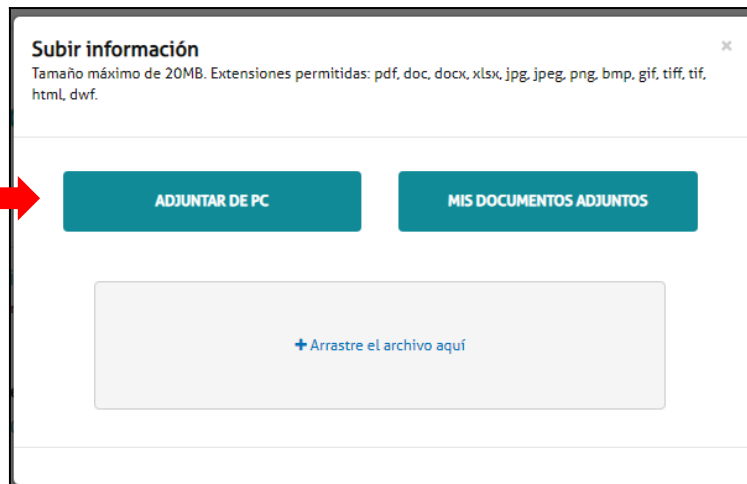 Subir información
×
Tamaño máximo de 20MB. Extensiones permitidas: pdf, doc, docx, xlsx, jpg, jpeg, png, bmp, gif, tiff, tif,
html, dwf.
ADJUNTAR DE PC
MIS DOCUMENTOS ADJUNTOS
+ Arrastre el archivo aquí